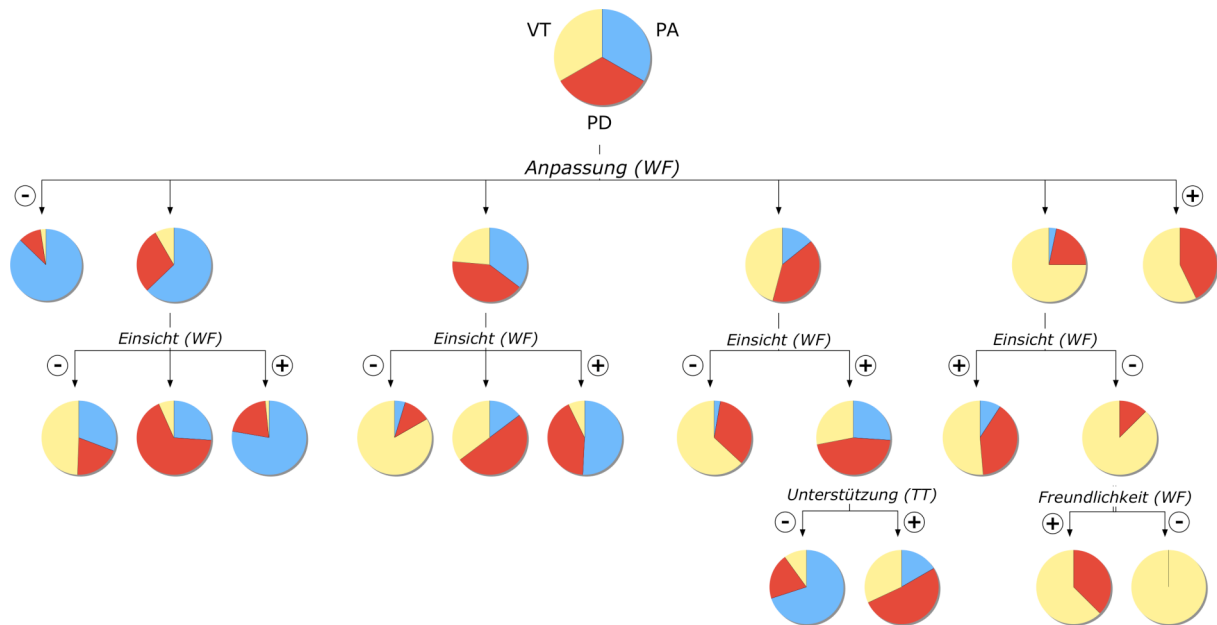 VT PA
PD
Anpassung (WF)
- +
Einsicht (WF) Einsicht (WF) Einsicht (WF) Einsicht (WF)
- + - + - + + -
Unterstützung (TT) Freundlichkeit (WF)
- + + -